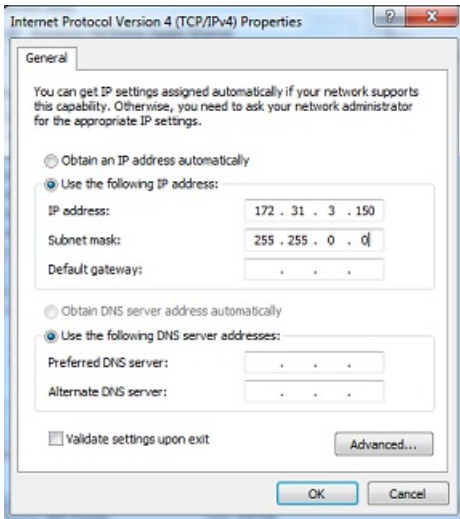 Internet Protocol Version 4 (TCP/IPv4) Properties
General
You can get IP settings assigned automatically if your network supports
this capability. Otherwise, you need to ask your network administrator
for the appropriate IP settings.
Obtain an IP address automatically
Use the following IP address:
IP address: 172 . 31 . 3 . 150
Subnet mask: 255 . 255 . 0 . 0
Default gateway: . . .
Obtain DNS server address automatically
Use the following DNS server addresses:
Preferred DNS server: . . .
Alternate DNS server: . . .
Validate settings upon exit
Advanced...
OK Cancel